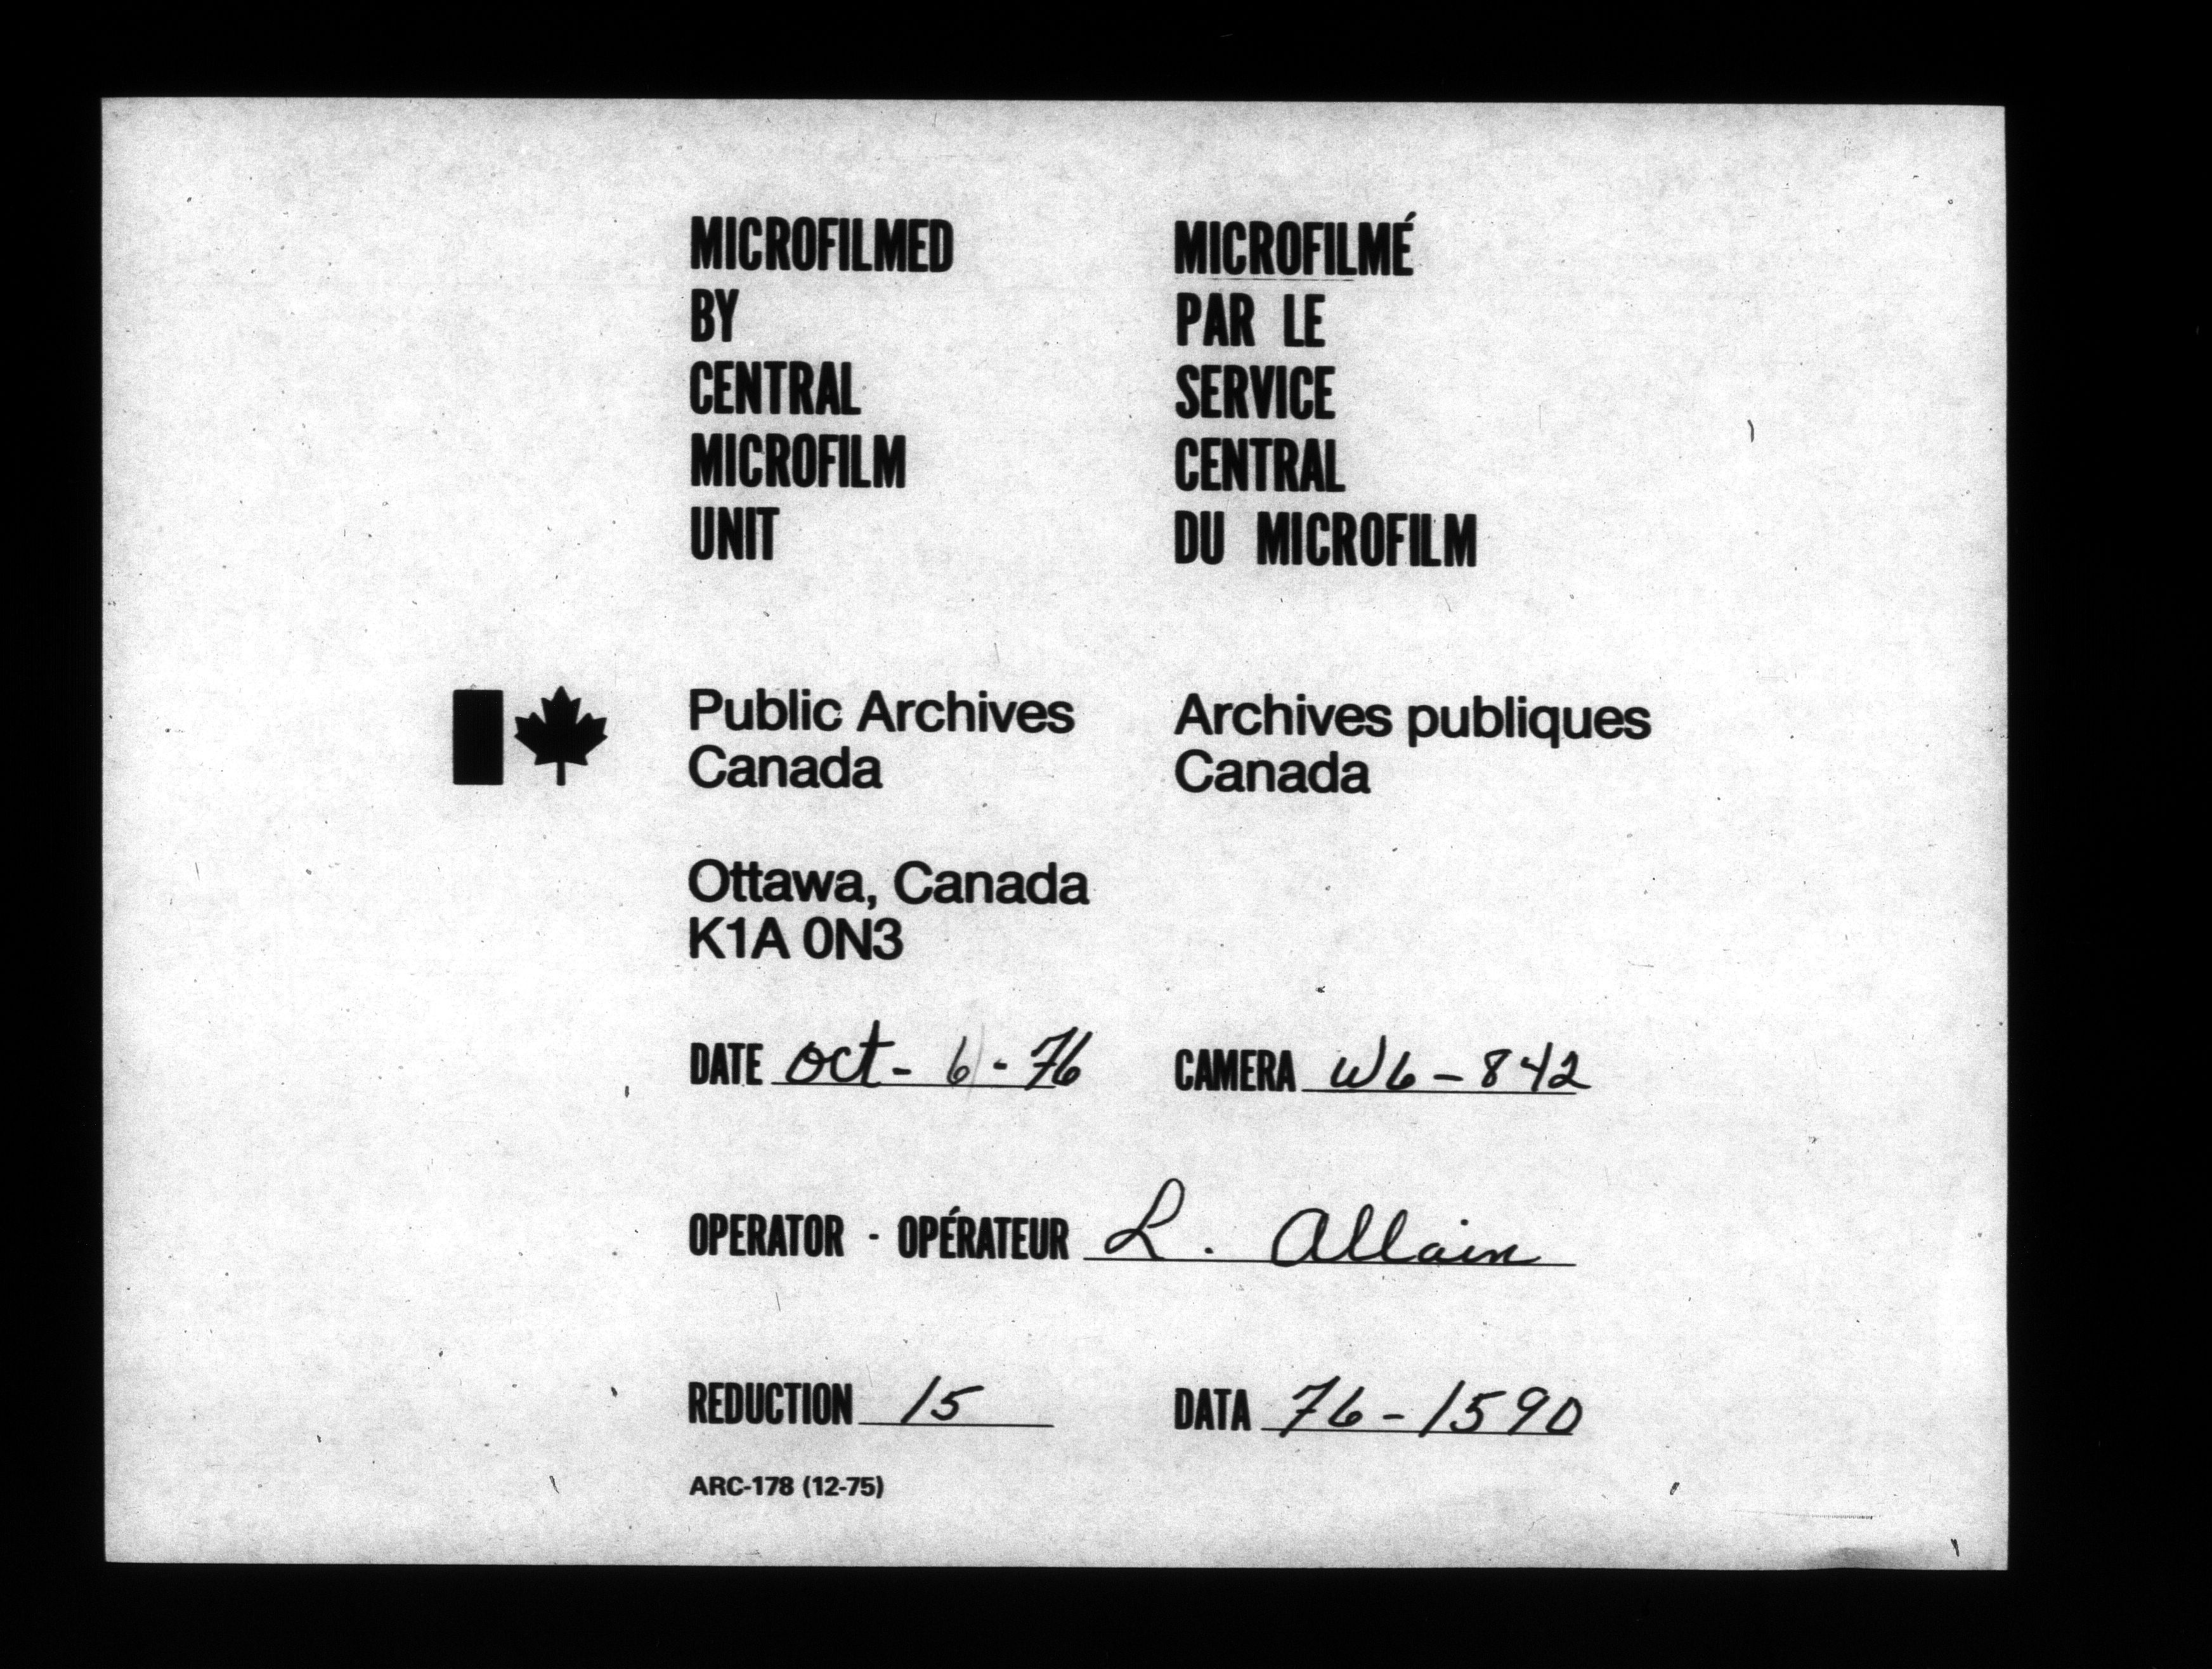 MICROFILMED
BY
CENTRAL
MICROFILM
UNIT
MICROFILMÉ
PAR LE
SERVICE
CENTRAL
DU MICROFILM
Public Archives
Canada
Archives publiques
Canada
Ottawa, Canada
K1A 0N3
DATE Oct - 6 - 76
CAMERA W6 - 842
OPERATOR - OPÉRATEUR L. Allain
REDUCTION 15
DATA 76 - 1590
ARC-178 (12-75)